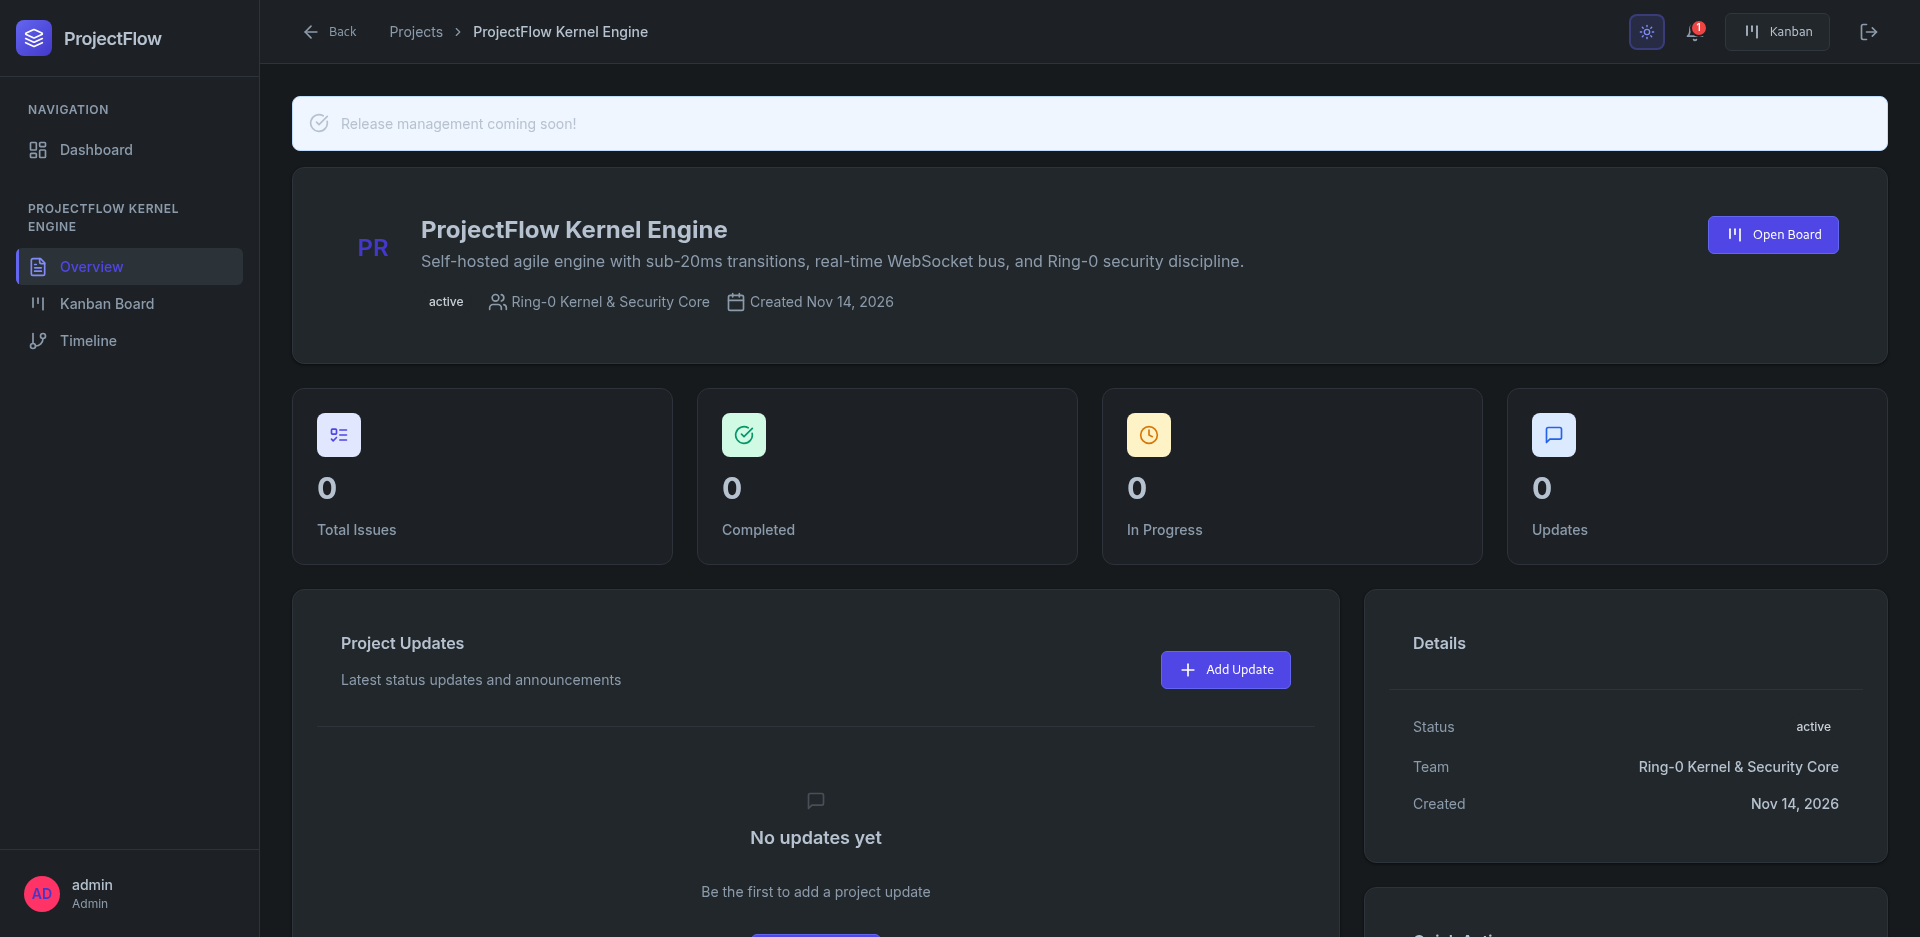 ProjectFlow
NAVIGATION
Dashboard
PROJECTFLOW KERNEL
ENGINE
Overview
Kanban Board
Timeline
AD
admin
Admin
Back
Projects
ProjectFlow Kernel Engine
1
Kanban
Release management coming soon!
PR
ProjectFlow Kernel Engine
Self-hosted agile engine with sub-20ms transitions, real-time WebSocket bus, and Ring-0 security discipline.
active
Ring-0 Kernel & Security Core
Created Nov 14, 2026
Open Board
0
Total Issues
0
Completed
0
In Progress
0
Updates
Project Updates
Latest status updates and announcements
Add Update
No updates yet
Be the first to add a project update
Details
Status
active
Team
Ring-0 Kernel & Security Core
Created
Nov 14, 2026